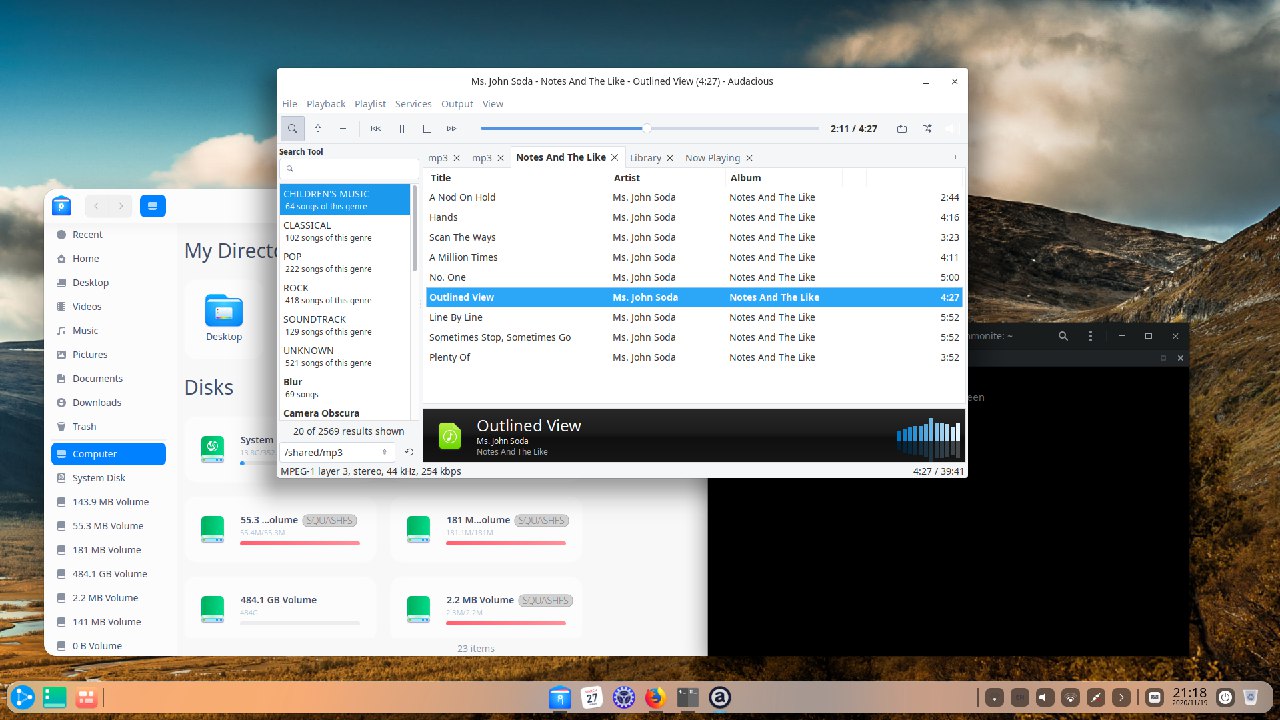 Ms. John Soda - Notes And The Like - Outlined View (4:27) - Audacious
File Playback Playlist Services Output View
2:11 / 4:27
Search Tool
mp3 mp3 Notes And The Like Library Now Playing
Title Artist Album
CHILDREN'S MUSIC
64 songs of this genre
CLASSICAL
102 songs of this genre
POP
222 songs of this genre
ROCK
418 songs of this genre
SOUNDTRACK
129 songs of this genre
UNKNOWN
521 songs of this genre
Blur
69 songs
Camera Obscura
20 of 2569 results shown
/shared/mp3
A Nod On Hold Ms. John Soda Notes And The Like 2:44
Hands Ms. John Soda Notes And The Like 4:16
Scan The Ways Ms. John Soda Notes And The Like 3:23
A Million Times Ms. John Soda Notes And The Like 4:11
No. One Ms. John Soda Notes And The Like 5:00
Outlined View Ms. John Soda Notes And The Like 4:27
Line By Line Ms. John Soda Notes And The Like 5:52
Sometimes Stop, Sometimes Go Ms. John Soda Notes And The Like 5:52
Plenty Of Ms. John Soda Notes And The Like 3:52
Outlined View
Ms. John Soda
Notes And The Like
MPEG-1 layer 3, stereo, 44 kHz, 254 kbps 4:27 / 39:41
Recent
Home
Desktop
Videos
Music
Pictures
Documents
Downloads
Trash
Computer
System Disk
143.9 MB Volume
55.3 MB Volume
181 MB Volume
484.1 GB Volume
2.2 MB Volume
141 MB Volume
0 B Volume
My Direc
Desktop
Disks
System
55.3 ...olume SQUASHFS
181 M...olume SQUASHFS
484.1 GB Volume
2.2 MB Volume SQUASHFS
23 items
monite: ~
een
27
21:18
2020/11/19